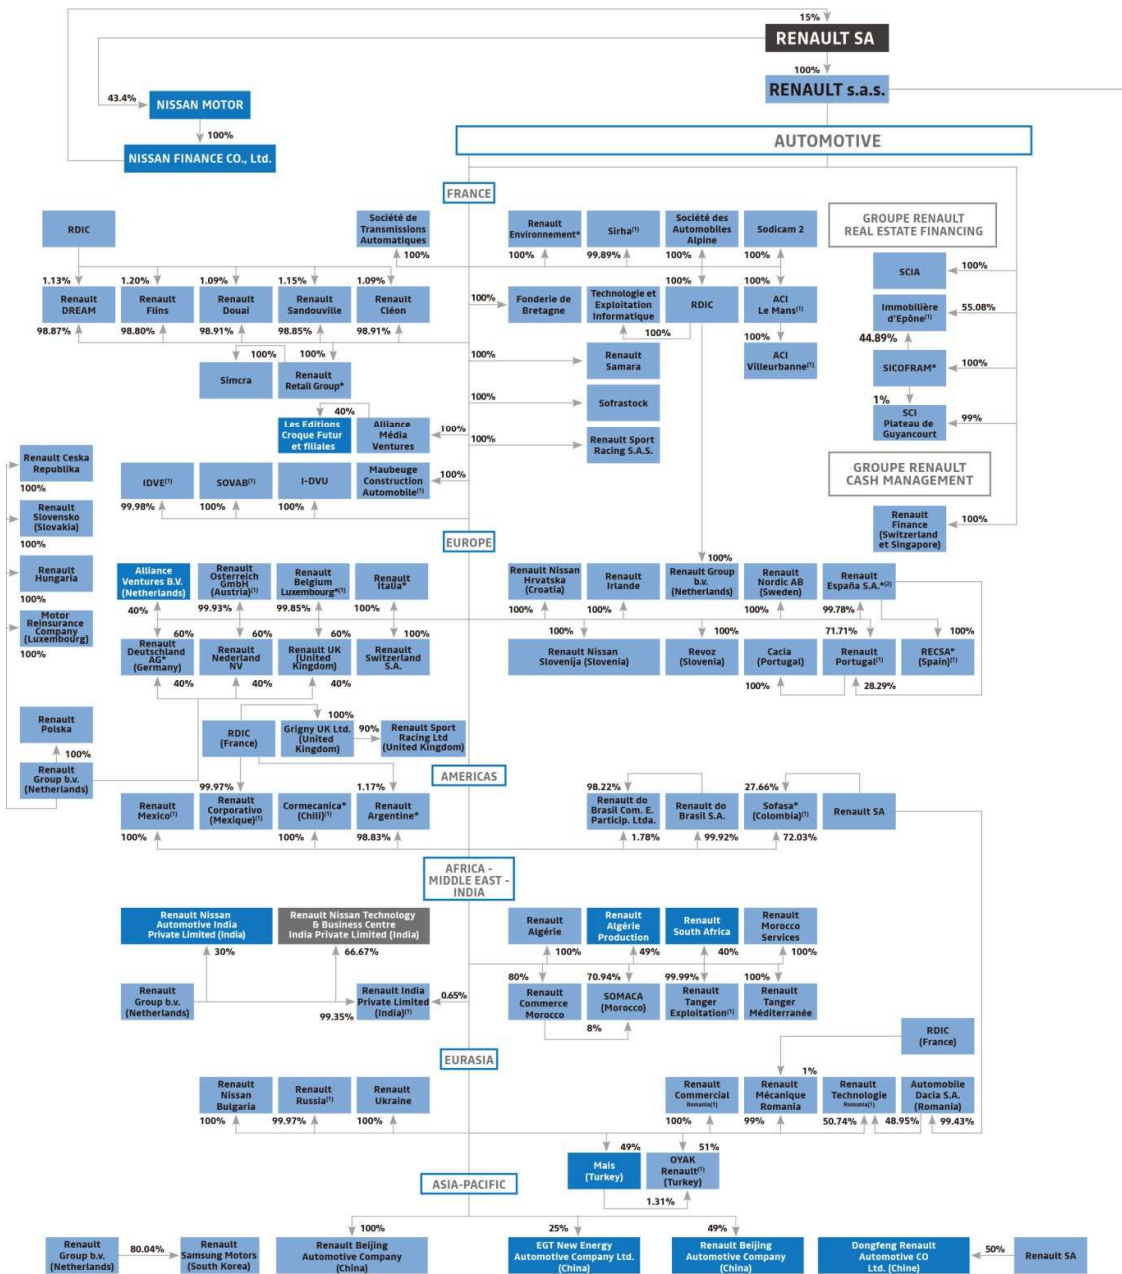 15%
RENAULT SA
100%
RENAULT s.a.s.
43.4%
NISSAN MOTOR
100%
NISSAN FINANCE CO., Ltd.
AUTOMOTIVE
FRANCE
RDIC
Société de
Transmissions
Automatiques
100%
Renault
Environnement*
100%
Sirha(1)
99.89%
Société des
Automobiles
Alpine
100%
Sodicam 2
100%
GROUPE RENAULT
REAL ESTATE FINANCING
SCIA
100%
Immobilière
d'Epône(1)
55.08%
44.89%
SICOFRAM*
100%
1%
SCI
Plateau de
Guyancourt
99%
1.13%
Renault
DREAM
98.87%
1.20%
Renault
Flins
98.80%
1.09%
Renault
Douai
98.91%
1.15%
Renault
Sandouville
98.85%
1.09%
Renault
Cléon
98.91%
100%
Fonderie de
Bretagne
Technologie et
Exploitation
Informatique
100%
100%
RDIC
100%
ACI
Le Mans(1)
100%
ACI
Villeurbanne(1)
100%
Simcra
100%
Renault
Retail Group*
100%
Renault
Samara
100%
Sofrastock
100%
Renault Sport
Racing S.A.S.
40%
Les Editions
Croque Futur
et filiales
Alliance
Média
Ventures
100%
IDVE(1)
99.98%
SOVAB(1)
100%
I-DVU
100%
Maubeuge
Construction
Automobile(1)
100%
GROUPE RENAULT
CASH MANAGEMENT
Renault
Finance
(Switzerland
et Singapore)
100%
Renault Ceska
Republika
100%
Renault
Slovensko
(Slovakia)
100%
Renault
Hungaria
100%
Motor
Reinsurance
Company
(Luxembourg)
100%
EUROPE
Alliance
Ventures B.V.
(Netherlands)
40%
Renault
Osterreich
GmbH
(Austria)(1)
99.93%
Renault
Belgium
Luxembourg*(1)
99.85%
Renault
Italia*
100%
Renault Nissan
Hrvatska
(Croatia)
100%
Renault
Irlande
100%
100%
Renault Group
b.v.
(Netherlands)
Renault
Nordic AB
(Sweden)
100%
Renault
España S.A.*(2)
99.78%
60%
Renault
Deutschland
AG*
(Germany)
40%
60%
Renault
Nederland
NV
40%
60%
Renault UK
(United
Kingdom)
40%
100%
Renault
Switzerland
S.A.
100%
Renault Nissan
Slovenija (Slovenia)
100%
Revoz
(Slovenia)
Cacia
(Portugal)
100%
71.71%
Renault
Portugal(1)
28.29%
100%
RECSA*
(Spain)(1)
Renault
Polska
100%
Renault
Group b.v.
(Netherlands)
RDIC
(France)
100%
Grigny UK Ltd.
(United
Kingdom)
90%
Renault Sport
Racing Ltd
(United Kingdom)
AMERICAS
Renault
Mexico(1)
100%
99.97%
Renault
Corporativo
(Mexique)(1)
Cormecanica*
(Chili)(1)
100%
1.17%
Renault
Argentine*
98.83%
98.22%
Renault do
Brasil Com. E.
Particip. Ltda.
1.78%
Renault do
Brasil S.A.
99.92%
27.66%
Sofasa*
(Colombia)(1)
72.03%
Renault SA
AFRICA -
MIDDLE EAST -
INDIA
Renault Nissan
Automotive India
Private Limited (India)
30%
Renault Nissan Technology
& Business Centre
India Private Limited (India)
66.67%
Renault
Algérie
100%
Renault
Algérie
Production
49%
Renault
South Africa
40%
Renault
Morocco
Services
100%
Renault
Group b.v.
(Netherlands)
99.35%
Renault India
Private Limited
(India)(1)
0.65%
80%
Renault
Commerce
Morocco
8%
70.94%
SOMACA
(Morocco)
99.99%
Renault
Tanger
Exploitation(1)
100%
Renault
Tanger
Méditerranée
RDIC
(France)
EURASIA
Renault
Nissan
Bulgaria
100%
Renault
Russia(1)
99.97%
Renault
Ukraine
100%
Renault
Commercial
Romania(1)
100%
1%
Renault
Mécanique
Romania
99%
Renault
Technologie
Romania(1)
50.74%
48.95%
Automobile
Dacia S.A.
(Romania)
99.43%
49%
Mais
(Turkey)
51%
OYAK
Renault(1)
(Turkey)
1.31%
ASIA-PACIFIC
Renault
Group b.v.
(Netherlands)
80.04%
Renault
Samsung Motors
(South Korea)
100%
Renault Beijing
Automotive Company
(China)
25%
EGT New Energy
Automotive Company Ltd.
(China)
49%
Renault Beijing
Automotive Company
(China)
Dongfeng Renault
Automotive CO
Ltd. (Chine)
50%
Renault SA